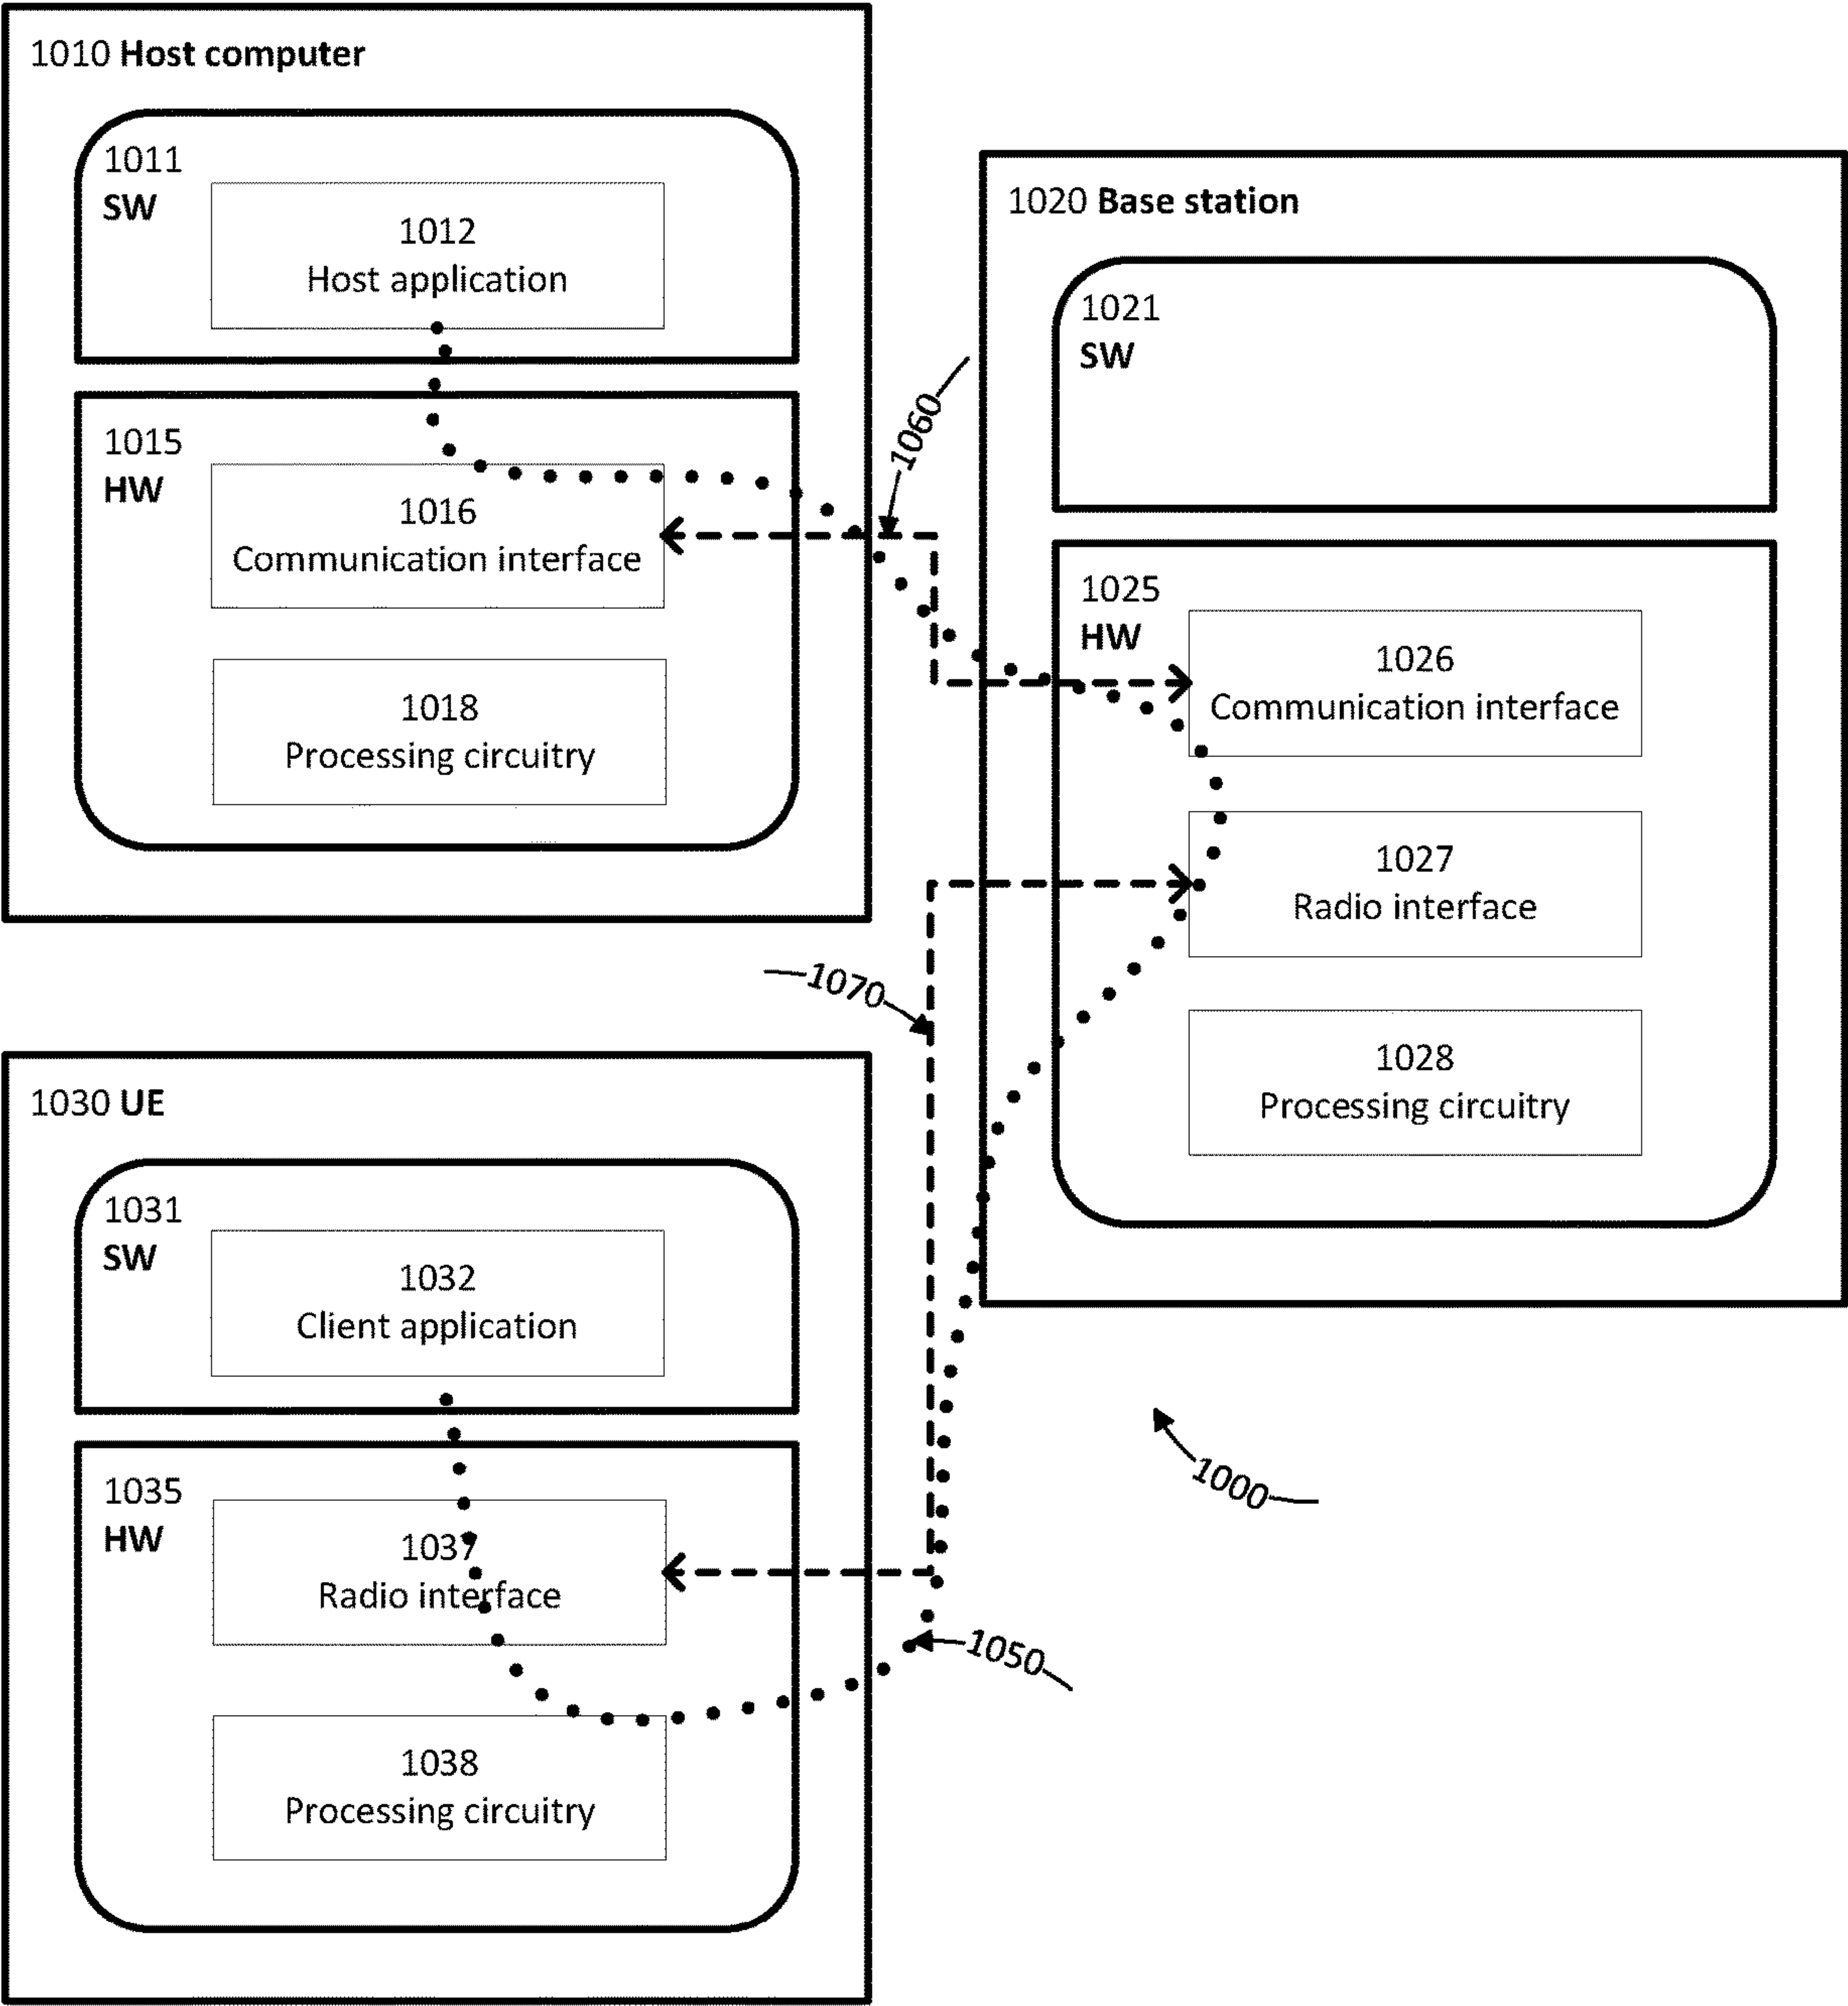 1010 Host computer
1011
SW
1012
Host application
1015
HW
1016
Communication interface
1018
Processing circuitry
1060
1020 Base station
1021
SW
1025
HW
1026
Communication interface
1027
Radio interface
1028
Processing circuitry
1070
1030 UE
1031
SW
1032
Client application
1035
HW
1037
Radio interface
1038
Processing circuitry
1050
1000